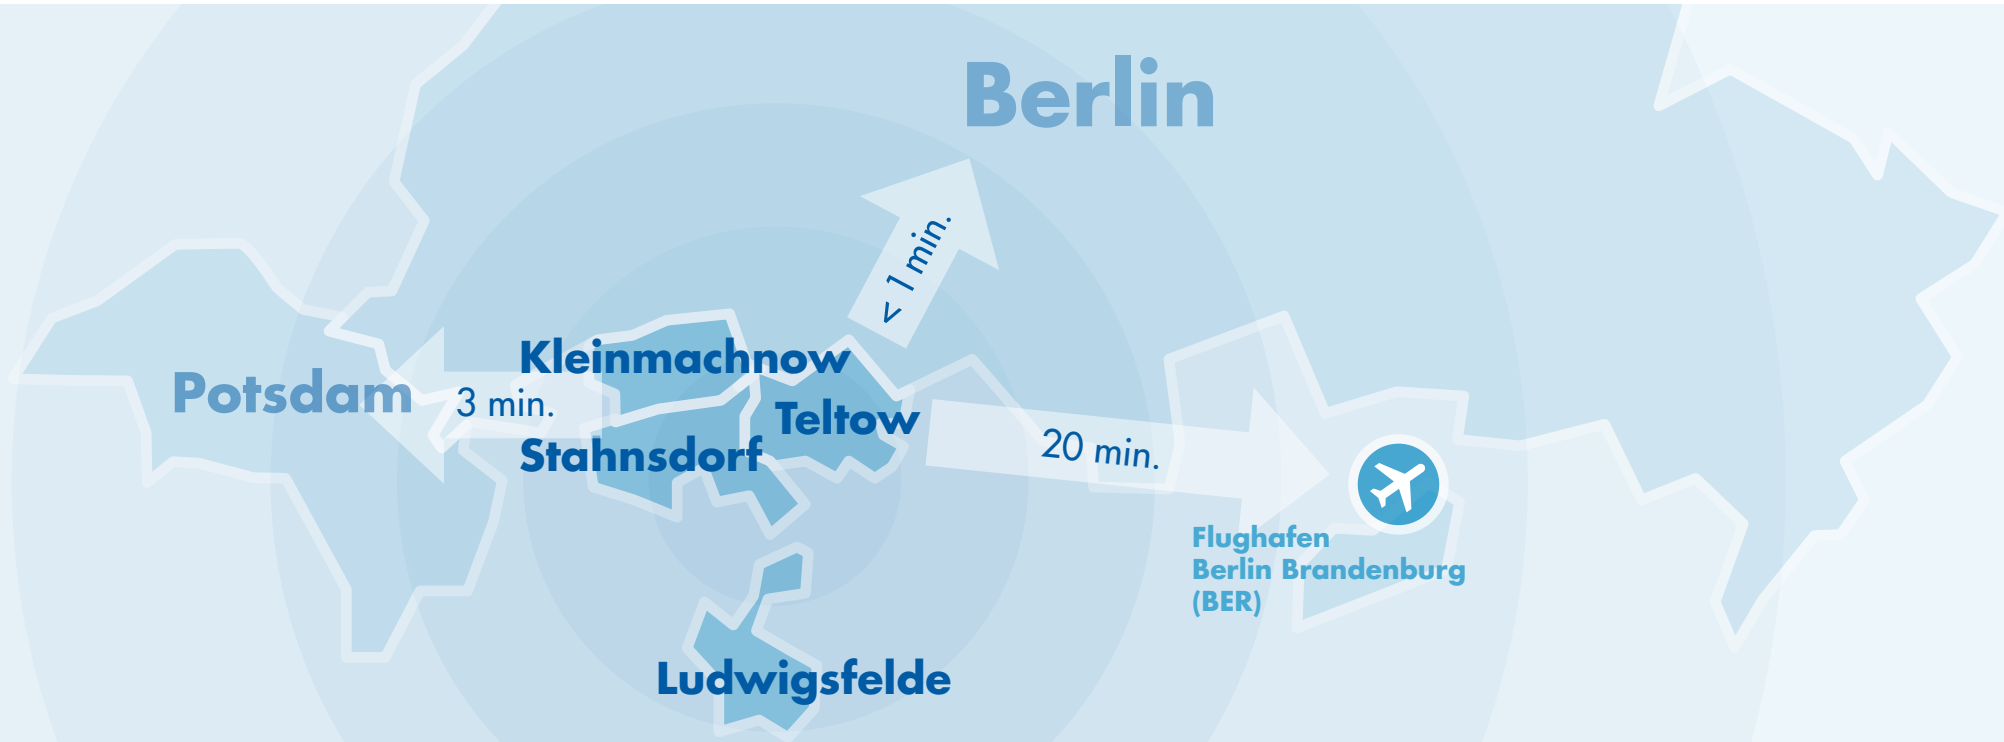 Berlin
< 1 min.
Kleinmachnow
Potsdam
3 min.
Teltow
Stahnsdorf
20 min.
Flughafen
Berlin Brandenburg
(BER)
Ludwigsfelde